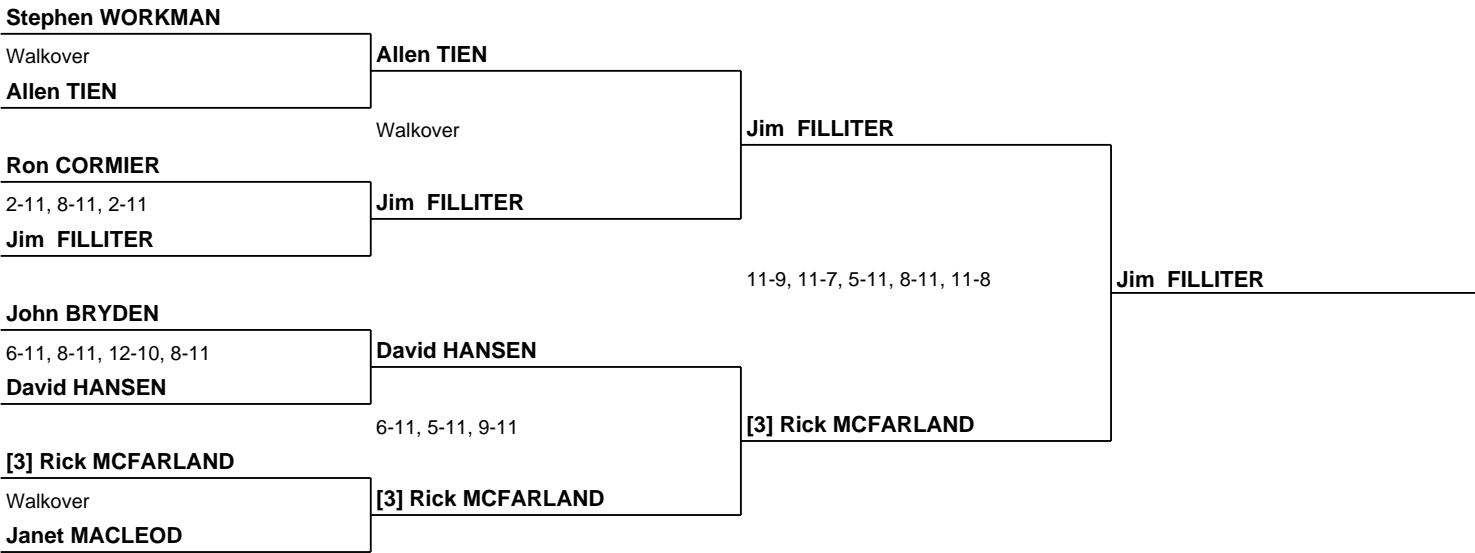 Stephen WORKMAN
Walkover
Allen TIEN
Allen TIEN
Walkover
Jim  FILLITER
Ron CORMIER
2-11, 8-11, 2-11
Jim  FILLITER
Jim  FILLITER
11-9, 11-7, 5-11, 8-11, 11-8
Jim  FILLITER
John BRYDEN
6-11, 8-11, 12-10, 8-11
David HANSEN
David HANSEN
6-11, 5-11, 9-11
[3] Rick MCFARLAND
[3] Rick MCFARLAND
Walkover
[3] Rick MCFARLAND
Janet MACLEOD